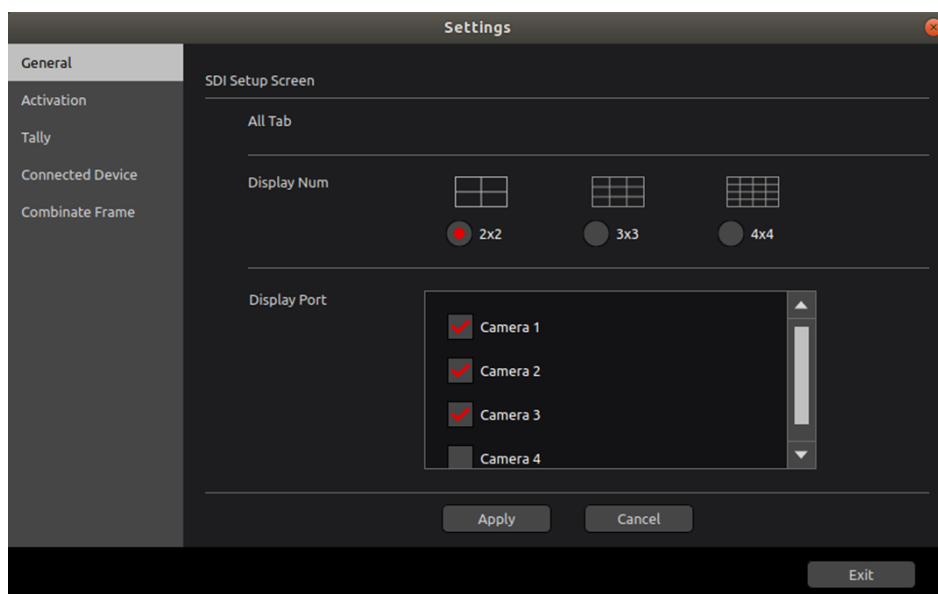 Settings
General
Activation
Tally
Connected Device
Combinate Frame
SDI Setup Screen
All Tab
Display Num
2x2
3x3
4x4
Display Port
Camera 1
Camera 2
Camera 3
Camera 4
Apply
Cancel
Exit